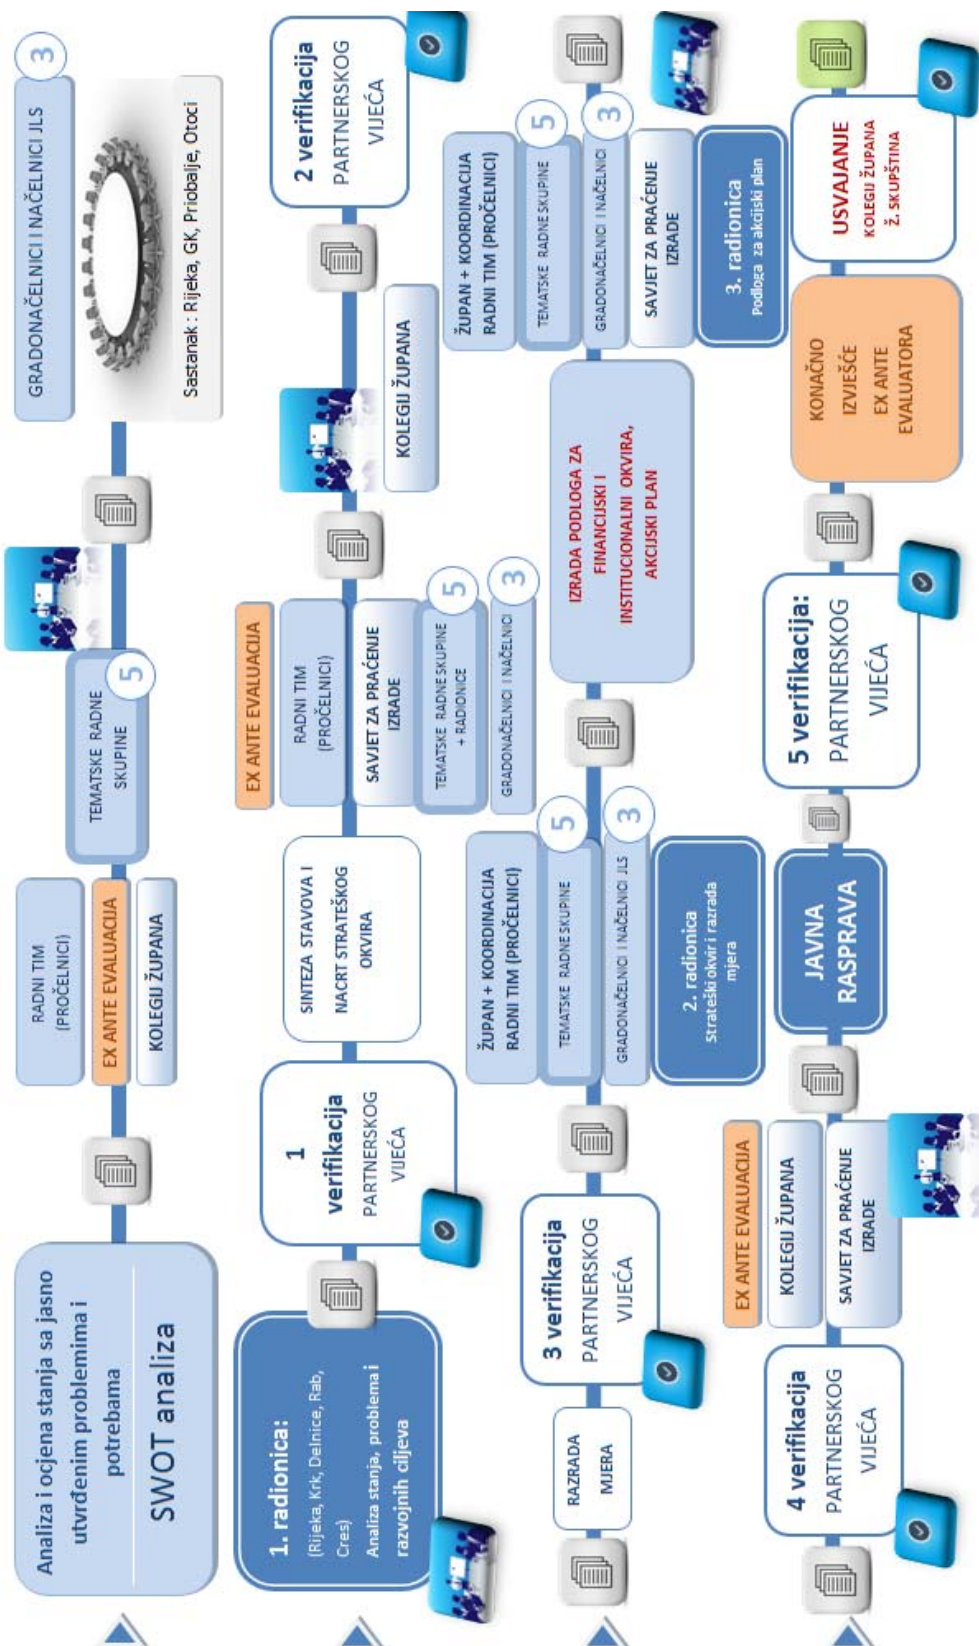 Analiza i ocjena stanja sa jasno
utvrđenim problemima i
potrebama
SWOT analiza
RADNI TIM
(PROČELNICI)
EX ANTE EVALUACIJA
KOLEGIJ ŽUPANA
TEMATSKE RADNE
SKUPINE
5
GRADONAČELNICI I NAČELNICI JLS
3
Sastanak : Rijeka, GK, Priobalje, Otoci
1. radionica:
(Rijeka, Krk, Delnice, Rab,
Cres)
Analiza stanja, problema i
razvojnih ciljeva
1
verifikacija
PARTNERSKOG
VIJEĆA
SINTEZA STAVOVA I
NACRT STRATEŠKOG
OKVIRA
EX ANTE EVALUACIJA
RADNI TIM
(PROČELNICI)
SAVJET ZA PRAĆENJE
IZRADE
TEMATSKE RADNE SKUPINE
+ RADIONICE
5
GRADONAČELNICI I NAČELNICI
3
KOLEGIJ ŽUPANA
2 verifikacija
PARTNERSKOG
VIJEĆA
RAZRADA
MJERA
3 verifikacija
PARTNERSKOG
VIJEĆA
ŽUPAN + KOORDINACIJA
RADNI TIM (PROČELNICI)
TEMATSKE RADNE SKUPINE
5
GRADONAČELNICI I NAČELNICI JLS
3
2. radionica
Strateški okvir i razrada
mjera
IZRADA PODLOGA ZA
FINANCIJSKI I
INSTITUCIONALNI OKVIRA,
AKCIJSKI PLAN
ŽUPAN + KOORDINACIJA
RADNI TIM (PROČELNICI)
TEMATSKE RADNE SKUPINE
5
GRADONAČELNICI I NAČELNICI
3
SAVJET ZA PRAĆENJE
IZRADE
3. radionica
Podloga za akcijski plan
4 verifikacija
PARTNERSKOG
VIJEĆA
EX ANTE EVALUACIJA
KOLEGIJ ŽUPANA
SAVJET ZA PRAĆENJE
IZRADE
JAVNA
RASPRAVA
5 verifikacija:
PARTNERSKOG
VIJEĆA
KONAČNO
IZVJEŠĆE
EX ANTE
EVALUATORA
USVAJANJE
KOLEGIJ ŽUPANA
Ž. SKUPŠTINA